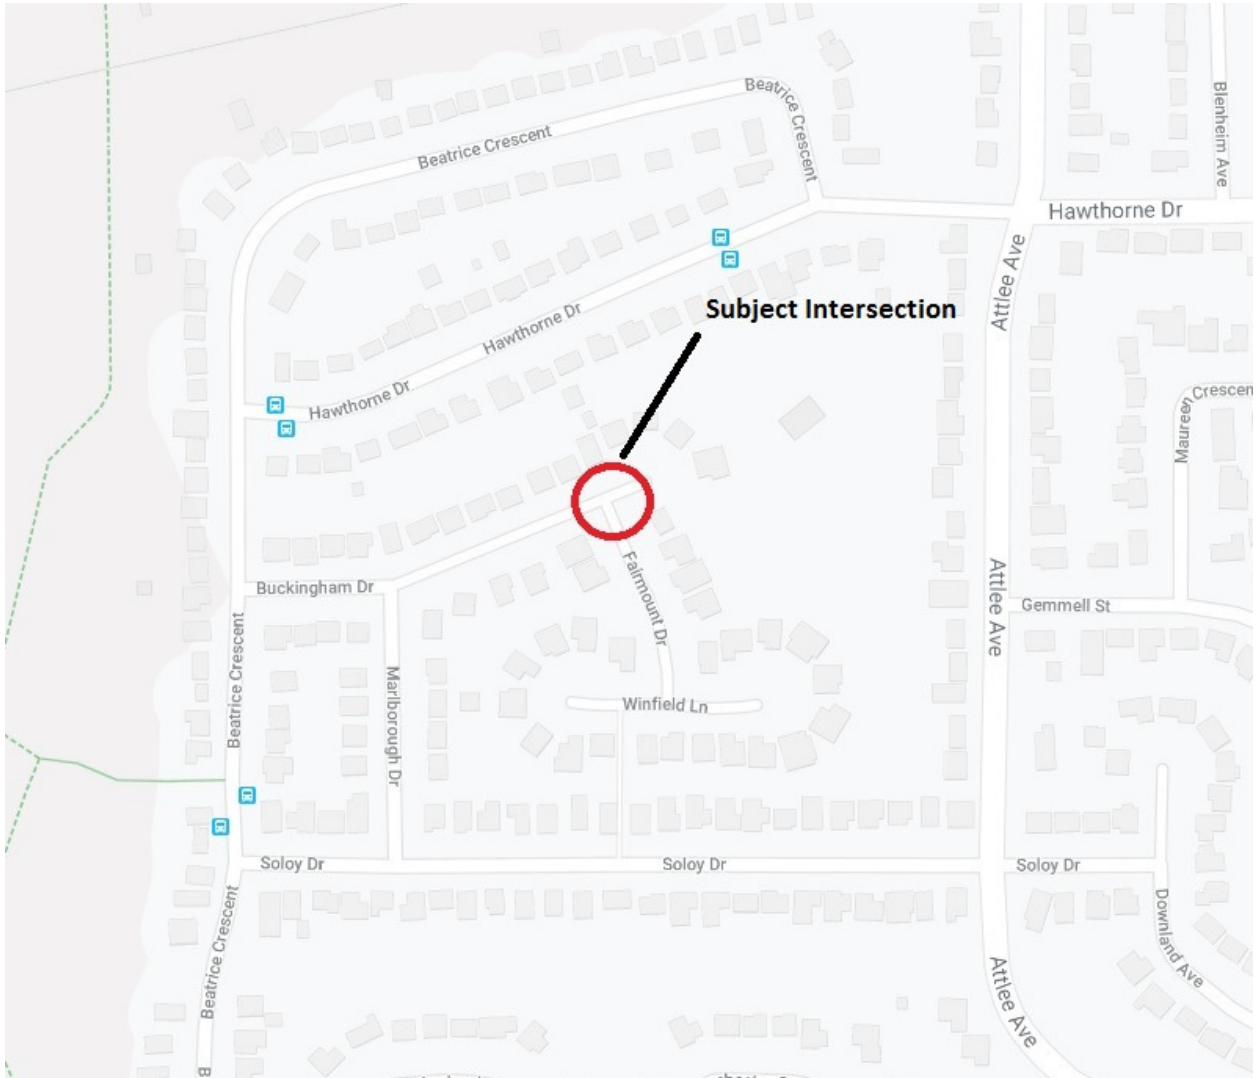 Beatrice Crescent
Beatrice Crescent
Blenheim Ave
Hawthorne Dr
Attlee Ave
Subject Intersection
Hawthorne Dr
Hawthorne Dr
Maureen
Crescen
Fairmount Dr
Attlee Ave
Buckingham Dr
Gemmell St
Beatrice Crescent
Marlborough Dr
Winfield Ln
Soloy Dr
Soloy Dr
Soloy Dr
Beatrice Crescent
Downland Ave
Attlee Ave
B